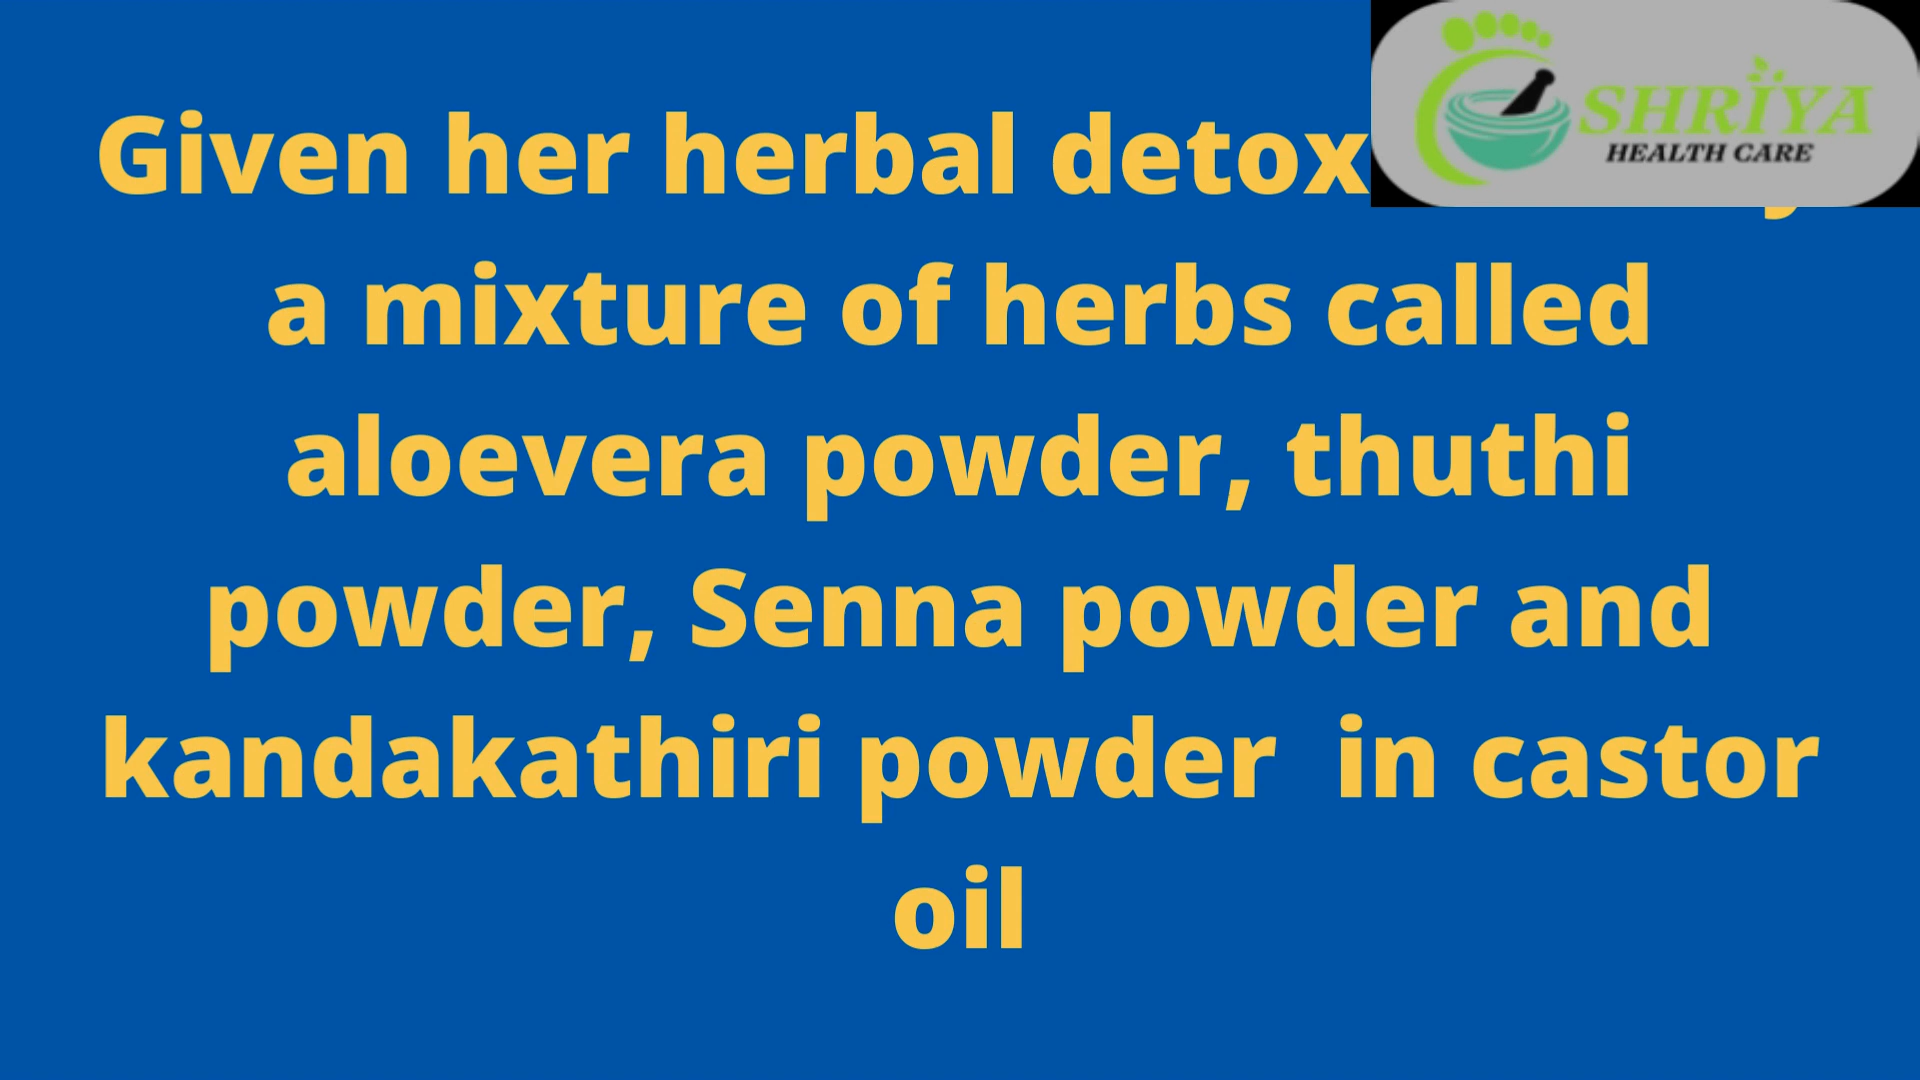 Given her herbal detox
SHRIYA
HEALTH CARE
a mixture of herbs called
aloevera powder, thuthi
powder, Senna powder and
kandakathiri powder  in castor
oil